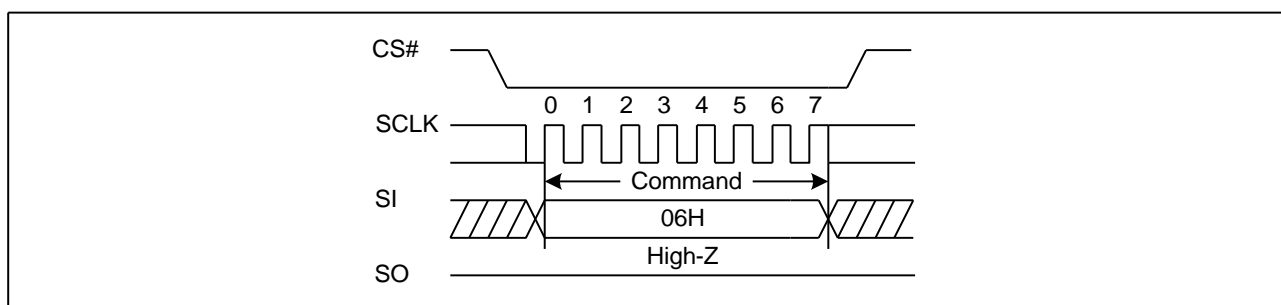 CS#
0 1 2 3 4 5 6 7
SCLK
Command
SI
06H
High-Z
SO